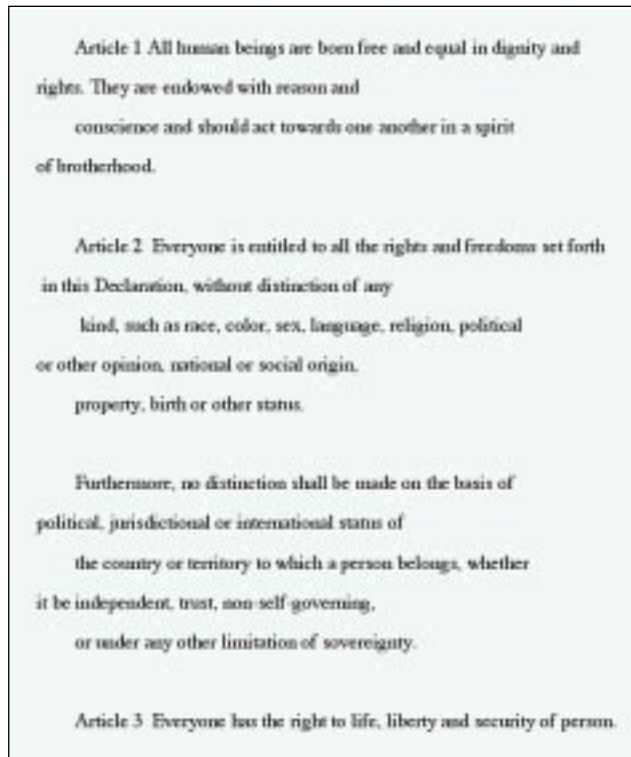 Article 1 All human beings are born free and equal in dignity and
rights. They are endowed with reason and
conscience and should act towards one another in a spirit
of brotherhood.
Article 2 Everyone is entitled to all the rights and freedoms set forth
in this Declaration, without distinction of any
kind, such as race, color, sex, language, religion, political
or other opinion, national or social origin,
property, birth or other status.
Furthermore, no distinction shall be made on the basis of
political, jurisdictional or international status of
the country or territory to which a person belongs, whether
it be independent, trust, non-self-governing,
or under any other limitation of sovereignty.
Article 3 Everyone has the right to life, liberty and security of person.